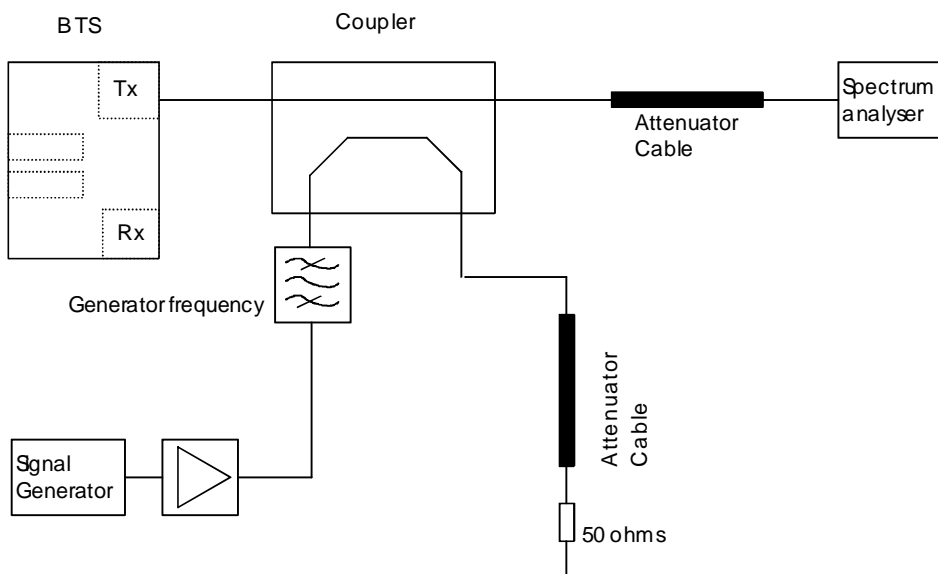 BTS
Coupler
Tx
Spectrum
analyser
Attenuator
Cable
Rx
Generator frequency
Attenuator
Cable
Signal
Generator
50 ohms